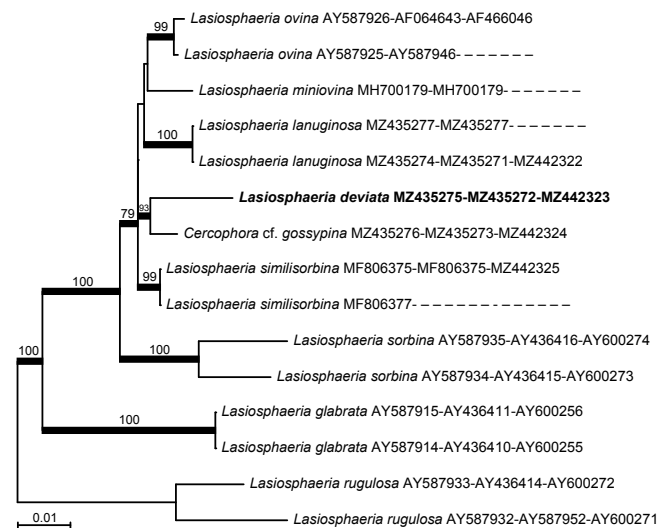 Lasiosphaeria ovina AY587926-AF064643-AF466046
99
Lasiosphaeria ovina AY587925-AY587946- – – – – – – –
Lasiosphaeria miniovina MH700179-MH700179- – – – – – – –
Lasiosphaeria lanuginosa MZ435277-MZ435277- – – – – – – –
100
Lasiosphaeria lanuginosa MZ435274-MZ435271-MZ442322
Lasiosphaeria deviata MZ435275-MZ435272-MZ442323
93
79
Cercophora cf. gossypina MZ435276-MZ435273-MZ442324
Lasiosphaeria similisorbina MF806375-MF806375-MZ442325
99
100
Lasiosphaeria similisorbina MF806377- – – – – – – - – – – – – – –
Lasiosphaeria sorbina AY587935-AY436416-AY600274
100
100
Lasiosphaeria sorbina AY587934-AY436415-AY600273
Lasiosphaeria glabrata AY587915-AY436411-AY600256
100
Lasiosphaeria glabrata AY587914-AY436410-AY600255
Lasiosphaeria rugulosa AY587933-AY436414-AY600272
0.01
Lasiosphaeria rugulosa AY587932-AY587952-AY600271